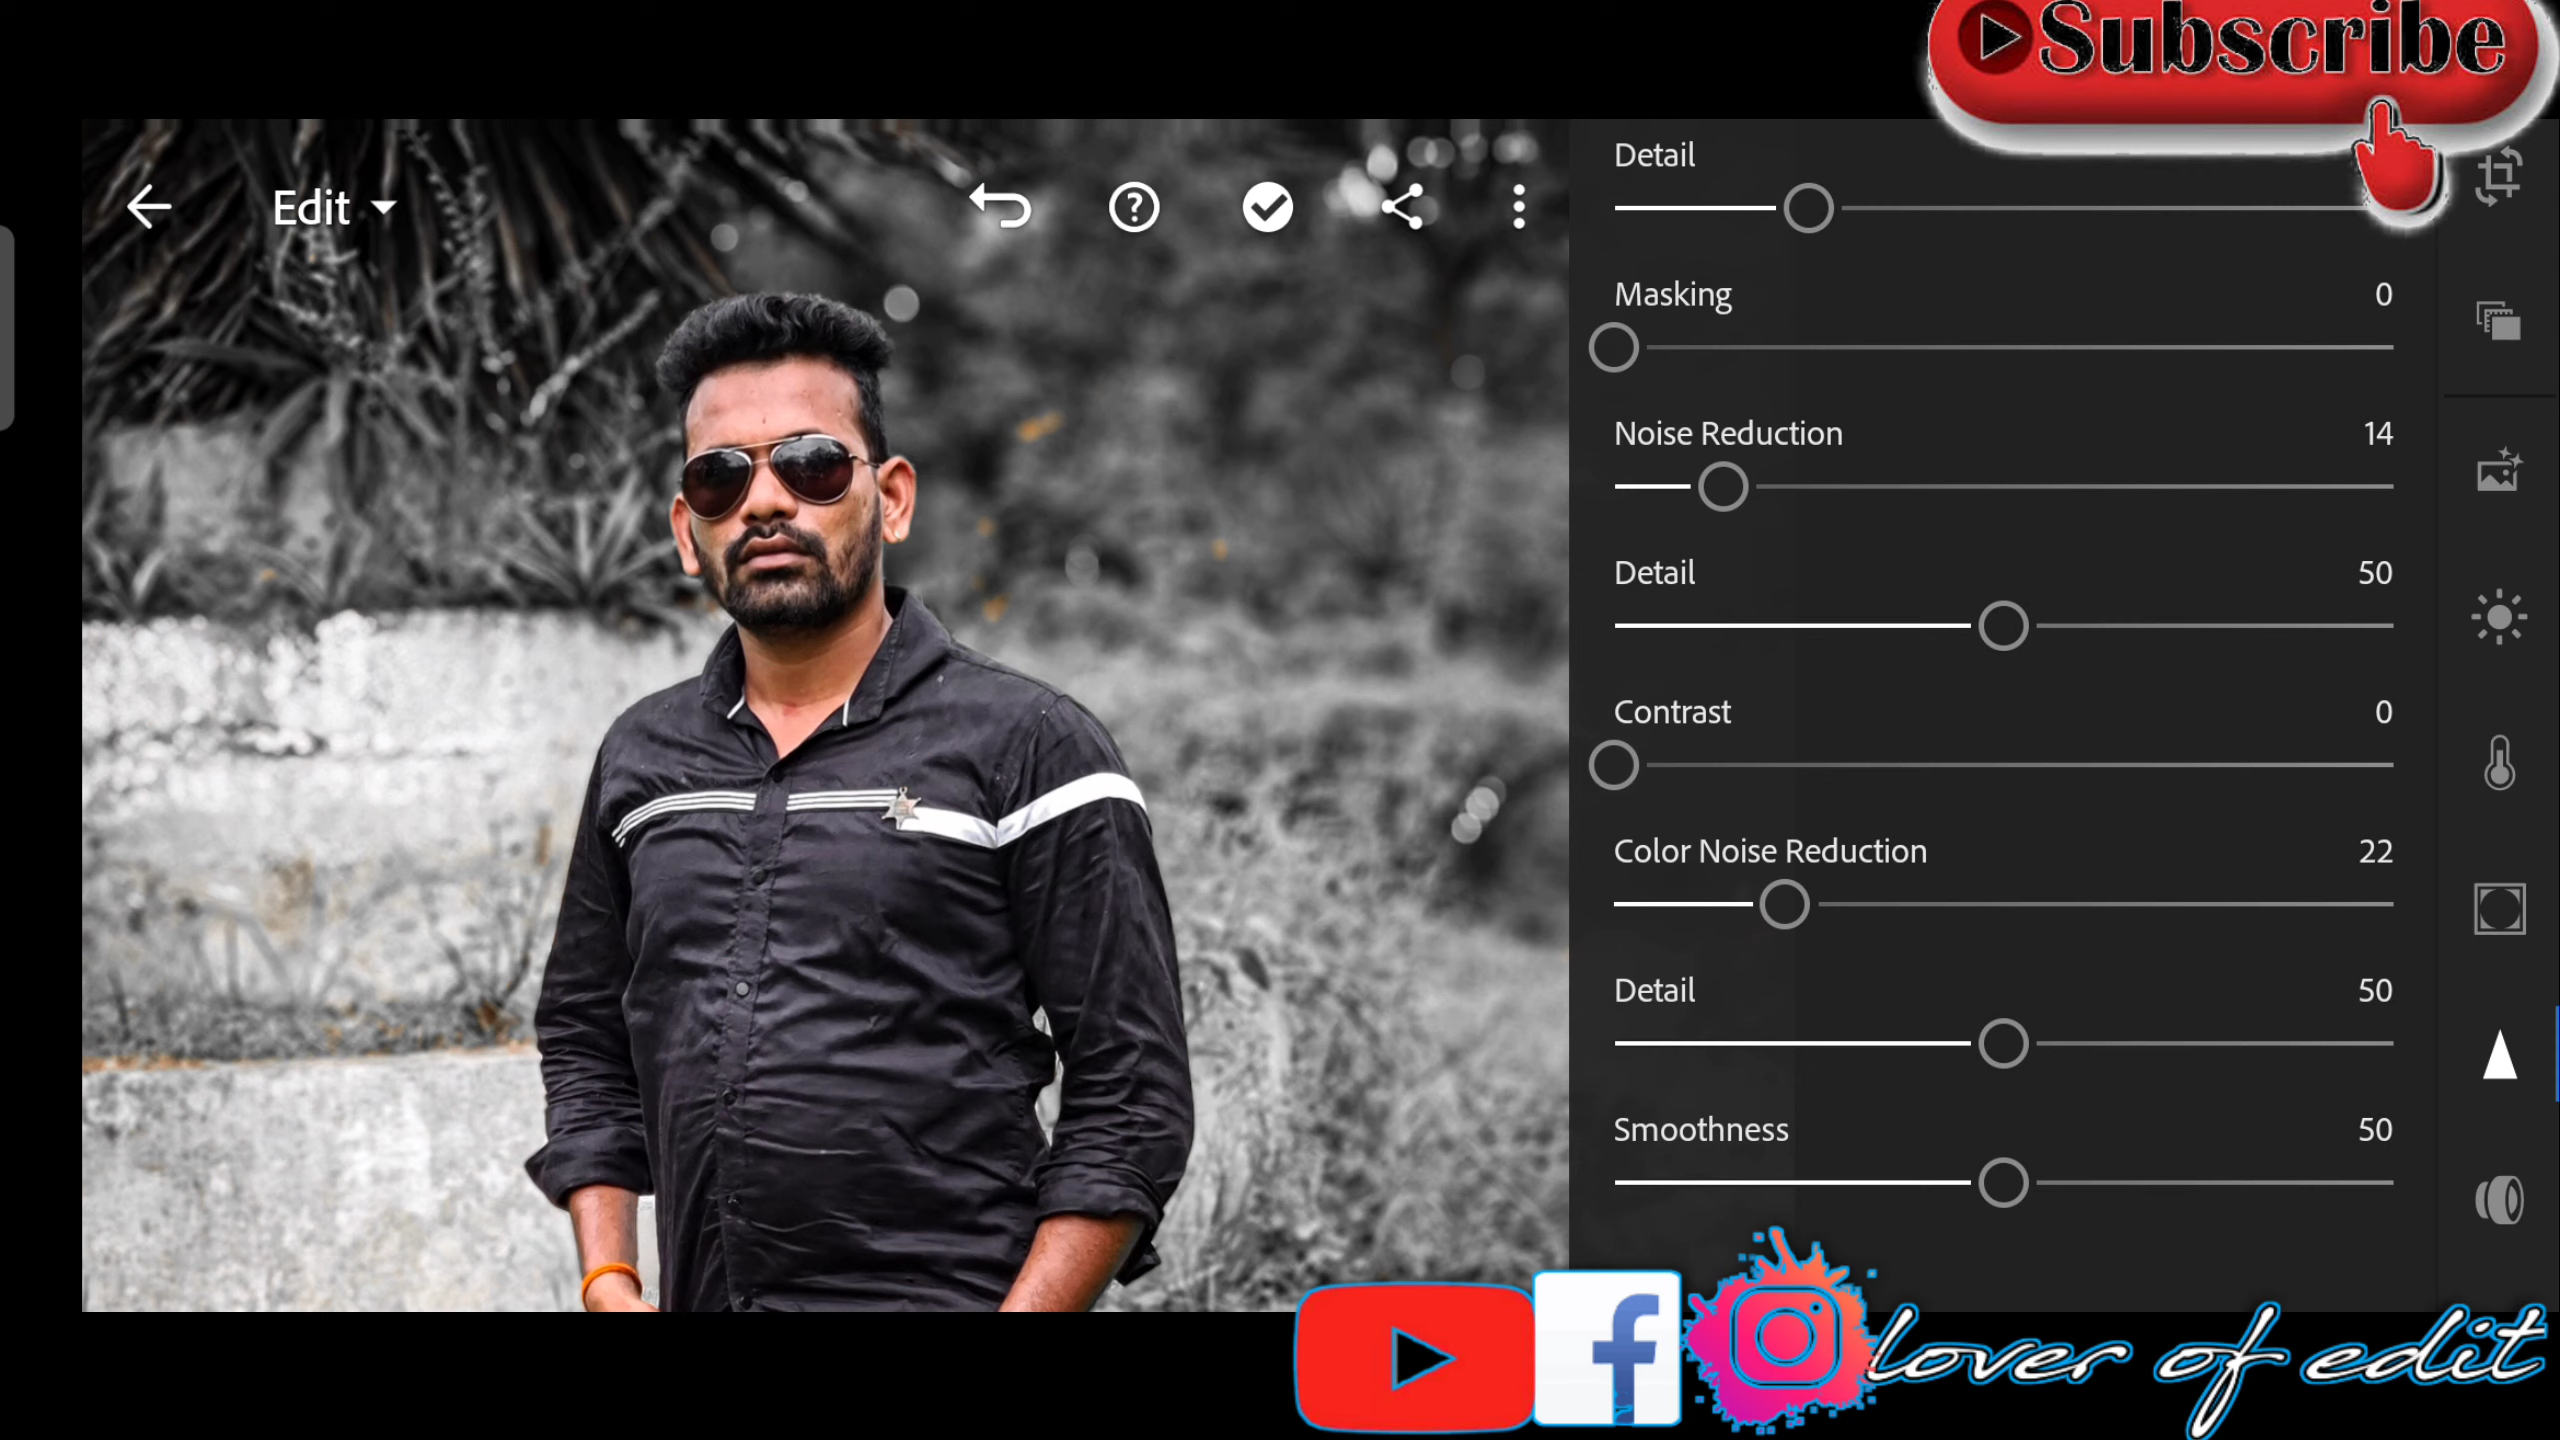 Subscribe
Edit
Detail
Masking 0
Noise Reduction 14
Detail 50
Contrast 0
Color Noise Reduction 22
Detail 50
Smoothness 50
lover of edit